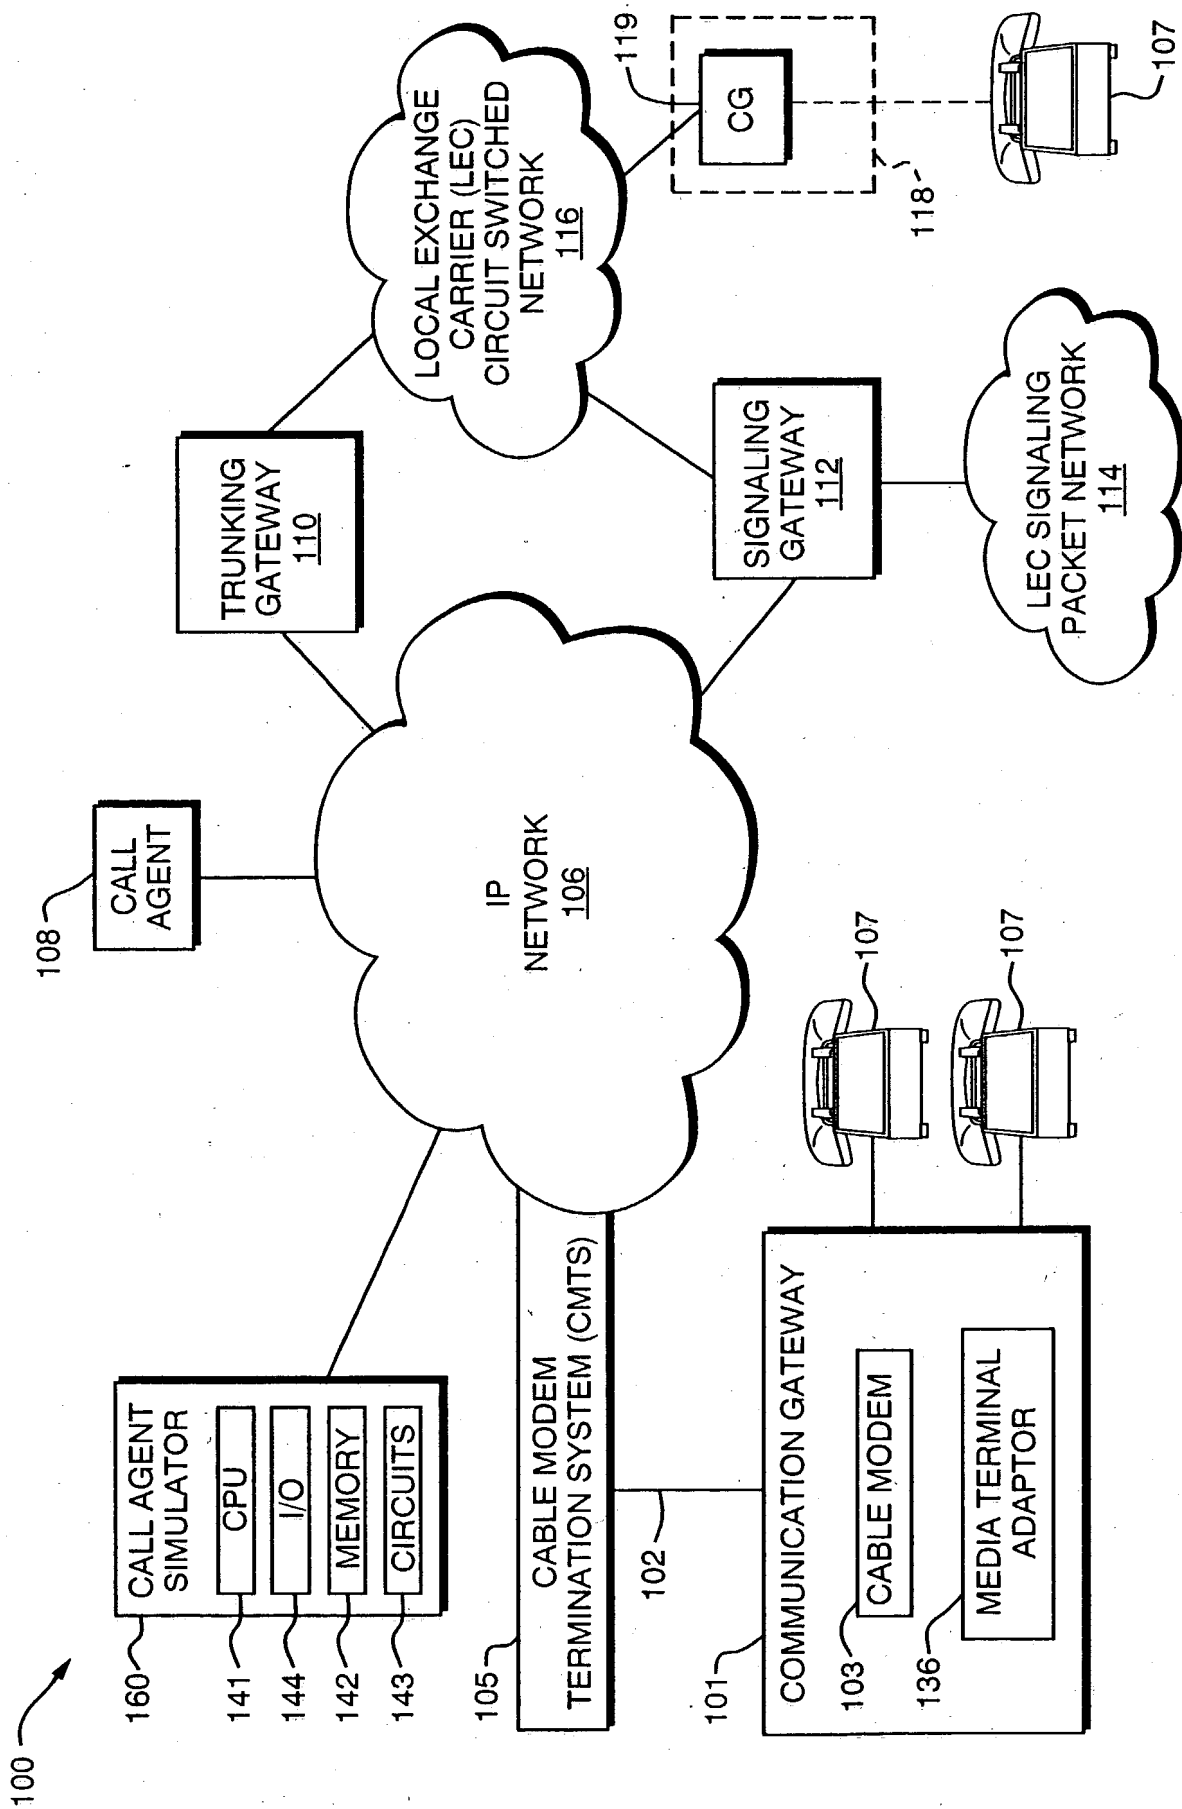 100
160
CALL AGENT
SIMULATOR
141
CPU
144
I/O
142
MEMORY
143
CIRCUITS
108
CALL
AGENT
TRUNKING
GATEWAY
110
LOCAL EXCHANGE
CARRIER (LEC)
CIRCUIT SWITCHED
NETWORK
116
119
CG
118
107
105
CABLE MODEM
TERMINATION SYSTEM (CMTS)
IP
NETWORK
106
SIGNALING
GATEWAY
112
LEC SIGNALING
PACKET NETWORK
114
102
101
COMMUNICATION GATEWAY
103
CABLE MODEM
136
MEDIA TERMINAL
ADAPTOR
107
107